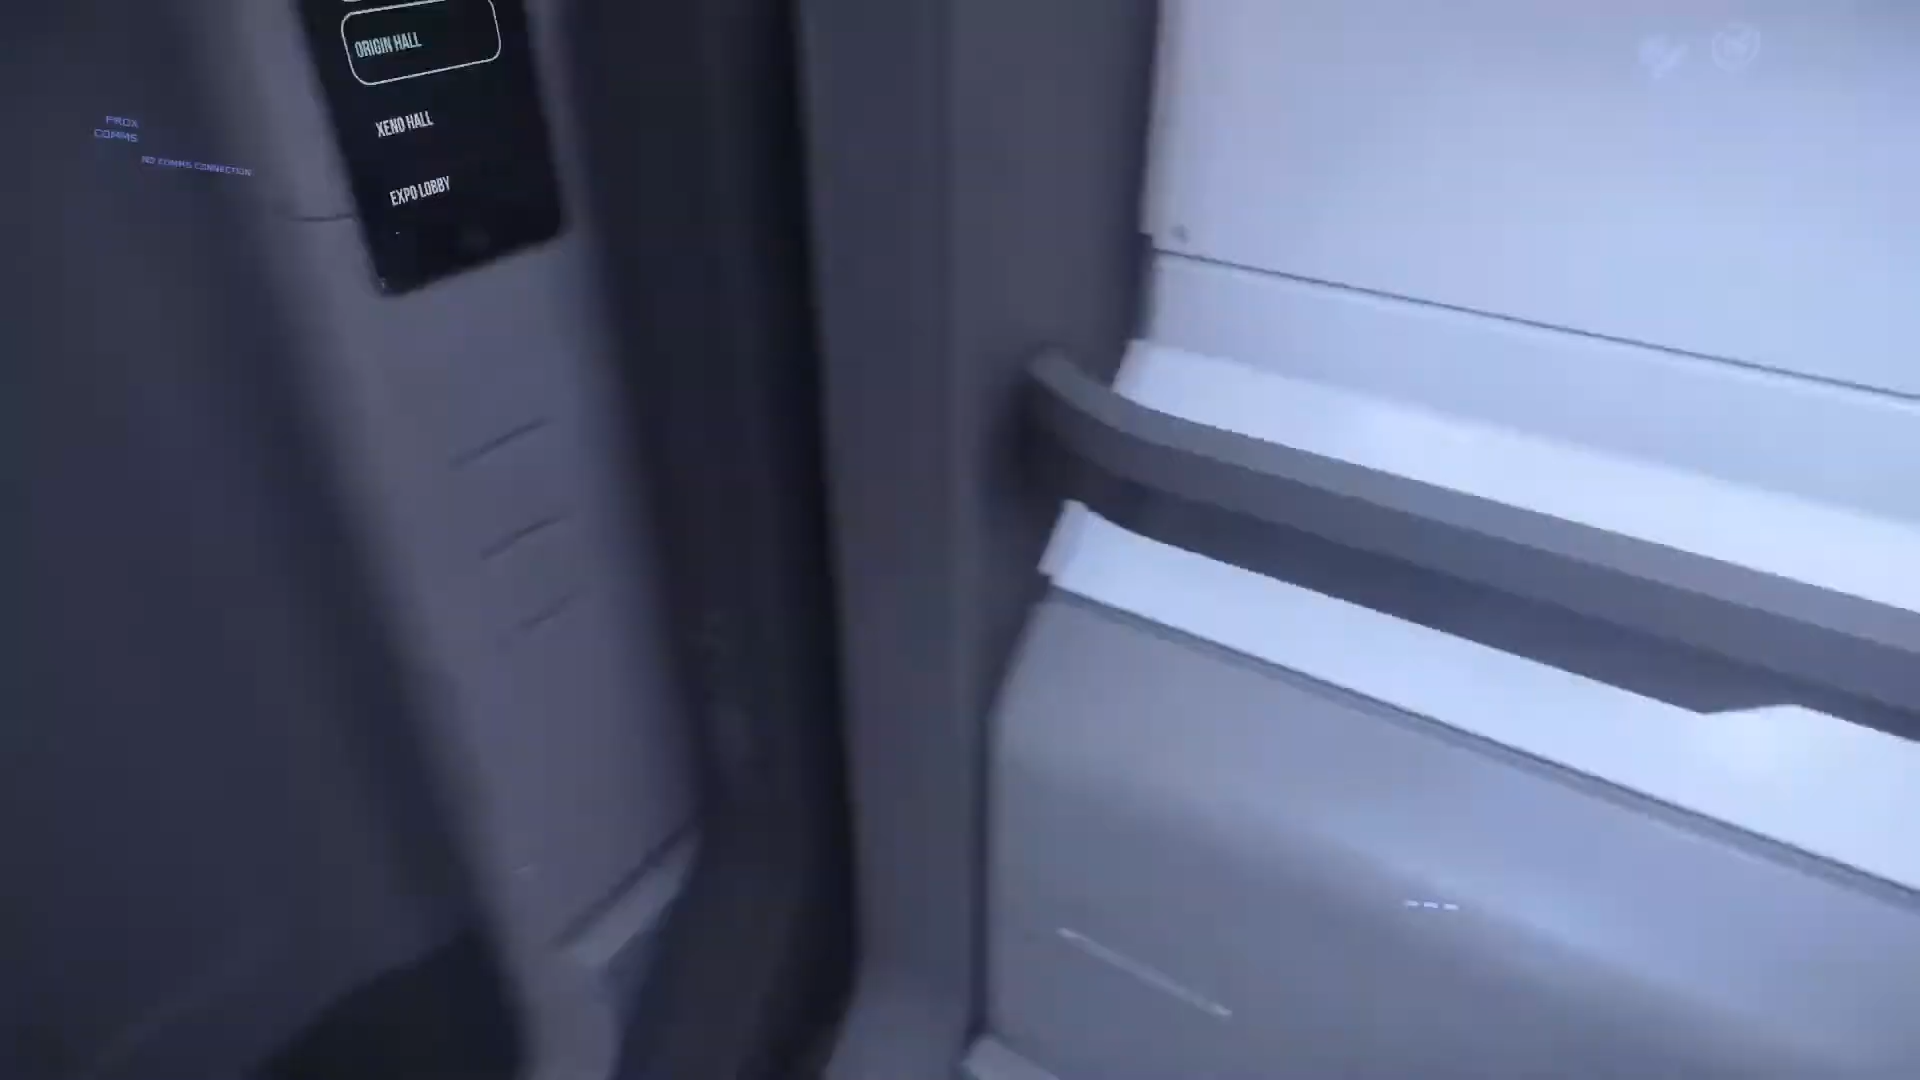 ORIGIN HALL
XENO HALL
EXPO LOBBY
PROX
COMMS
NO COMMS CONNECTION